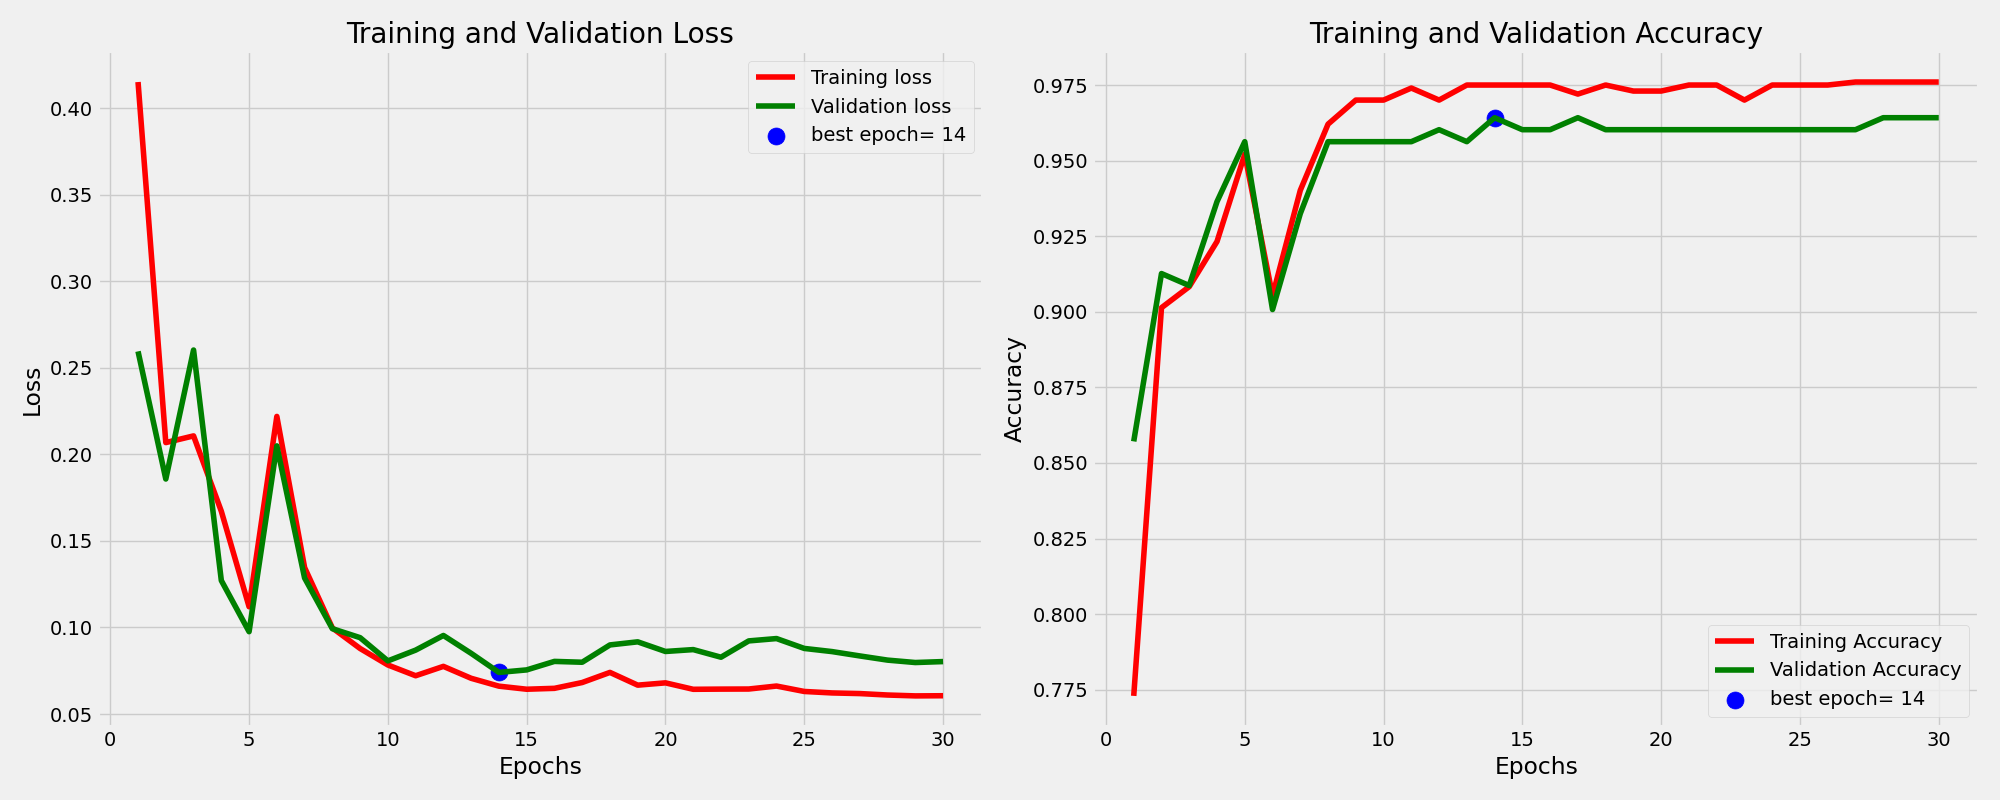 Training and Validation Loss
Training loss
Validation loss
best epoch= 14
0.40
0.35
0.30
0.25
0.20
0.15
0.10
0.05
Loss
0 5 10 15 20 25 30
Epochs
Training and Validation Accuracy
0.975
0.950
0.925
0.900
0.875
0.850
0.825
0.800
0.775
Accuracy
Training Accuracy
Validation Accuracy
best epoch= 14
0 5 10 15 20 25 30
Epochs